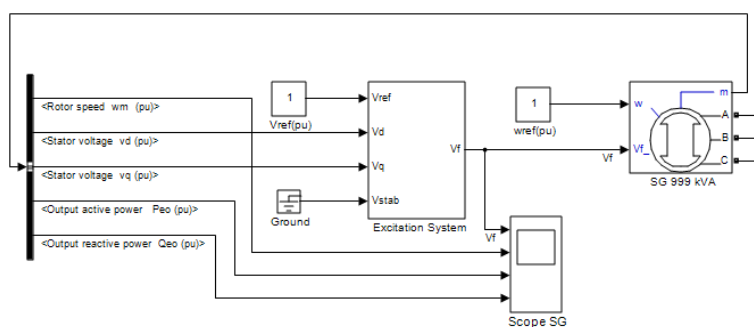 m
w
A
1
Vref
1
<Rotor speed wm (pu)>
Vref(pu)
wref(pu)
Vd
B
<Stator voltage vd (pu)>
Vf
Vf_
Vf
Vq
C
<Stator voltage vq (pu)>
SG 999 kVA
Vstab
<Output active power Peo (pu)>
Ground
Excitation System
Vf
<Output reactive power Qeo (pu)>
Scope SG